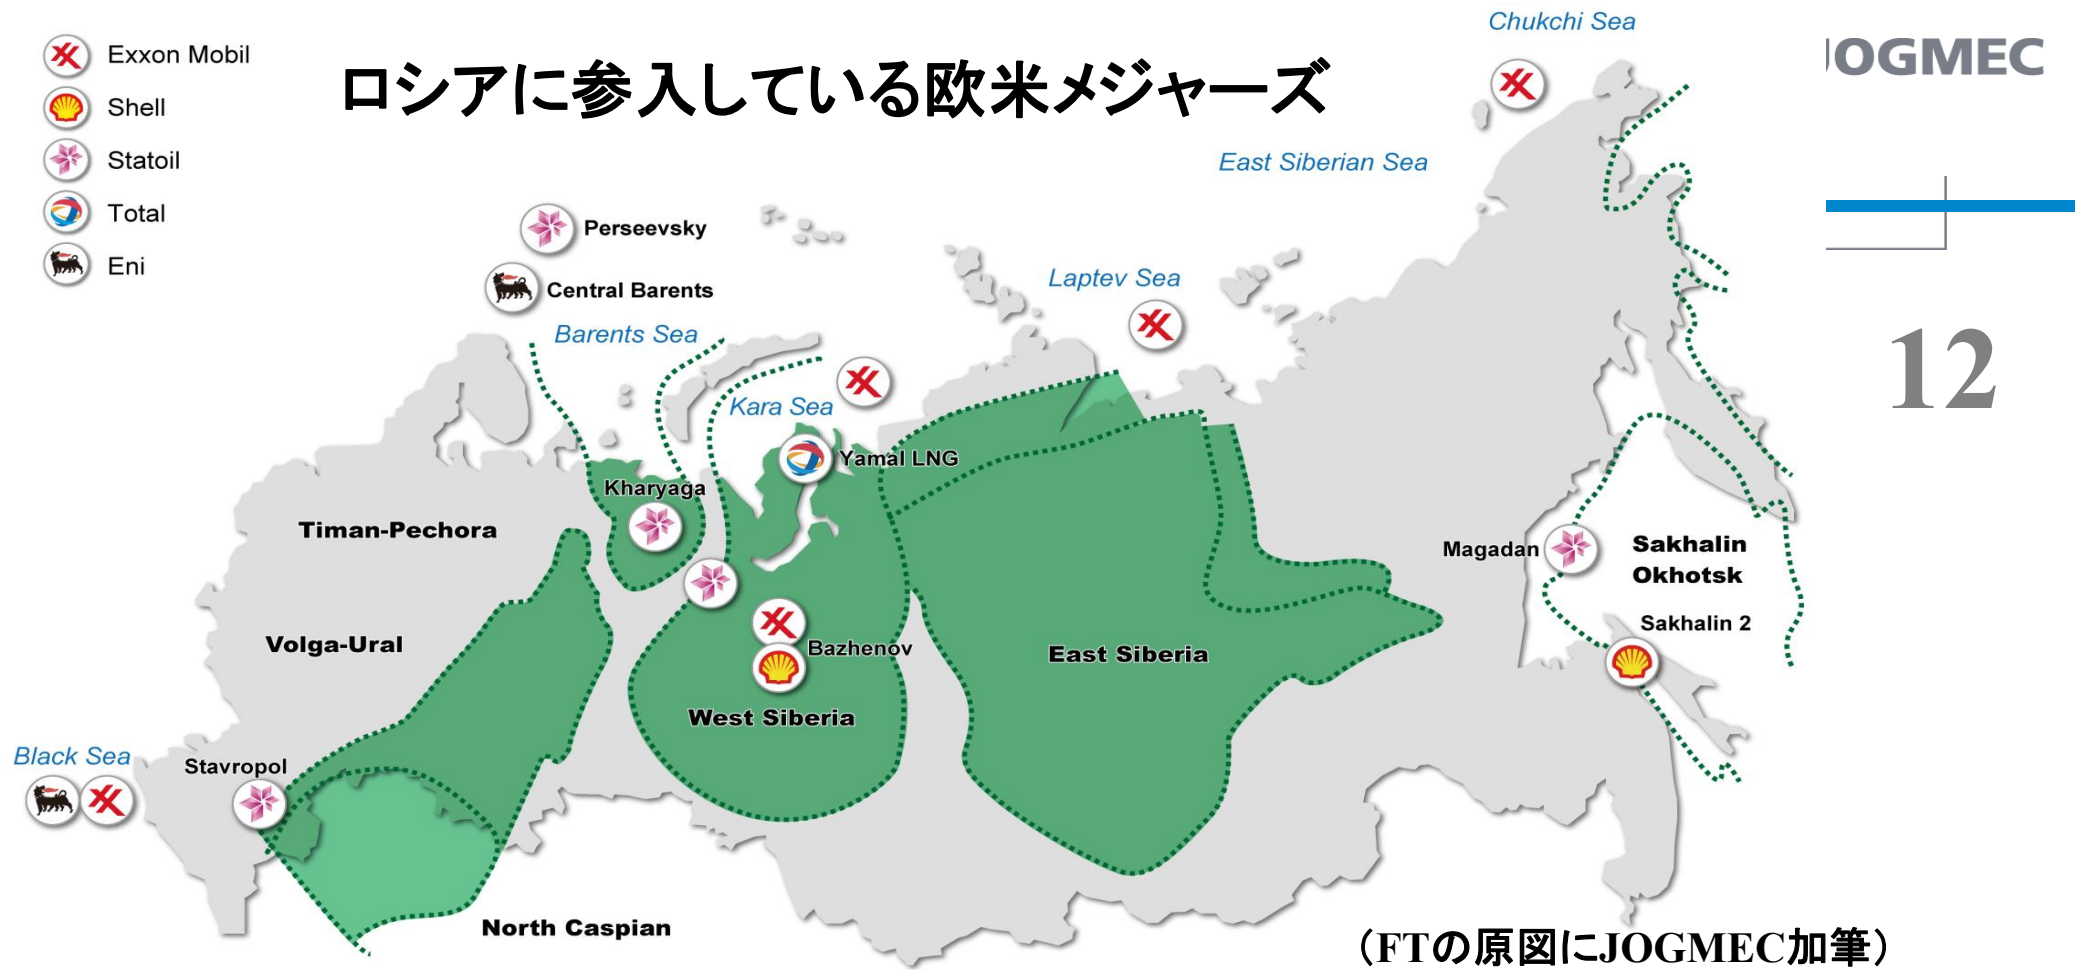 Chukchi Sea
Exxon Mobil
ロシアに参入している欧米メジャーズ
JOGMEC
Shell
Statoil
East Siberian Sea
Total
Perseevsky
Eni
Central Barents
Laptev Sea
Barents Sea
12
Kara Sea
Yamal LNG
Kharyaga
Timan-Pechora
Magadan
Sakhalin
Okhotsk
Sakhalin 2
Volga-Ural
Bazhenov
East Siberia
West Siberia
Black Sea
Stavropol
North Caspian
（FTの原図にJOGMEC加筆）